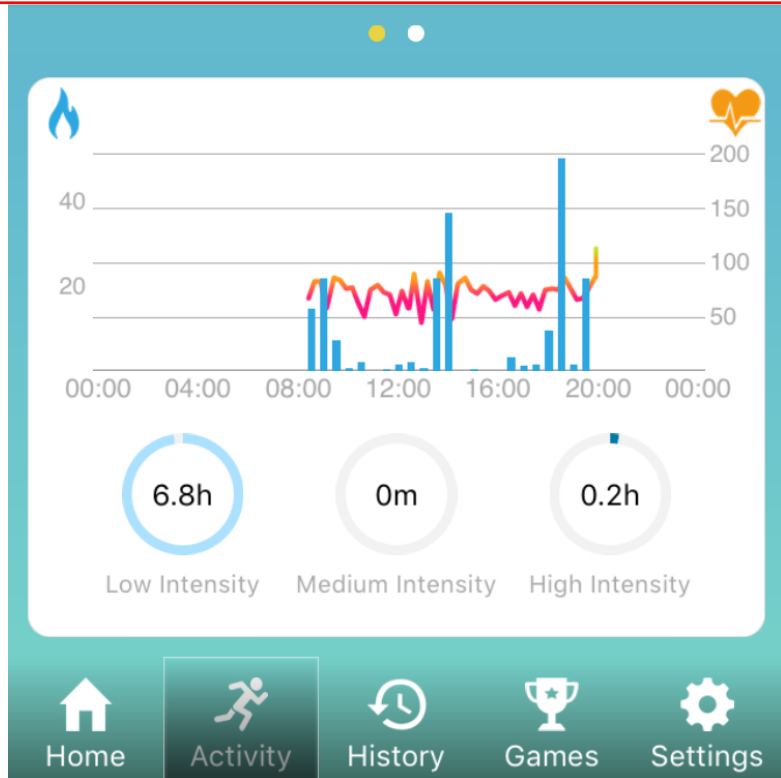 200
40
150
100
20
50
00:00 04:00 08:00 12:00 16:00 20:00 00:00
6.8h 0m 0.2h
Low Intensity Medium Intensity High Intensity
Home Activity History Games Settings